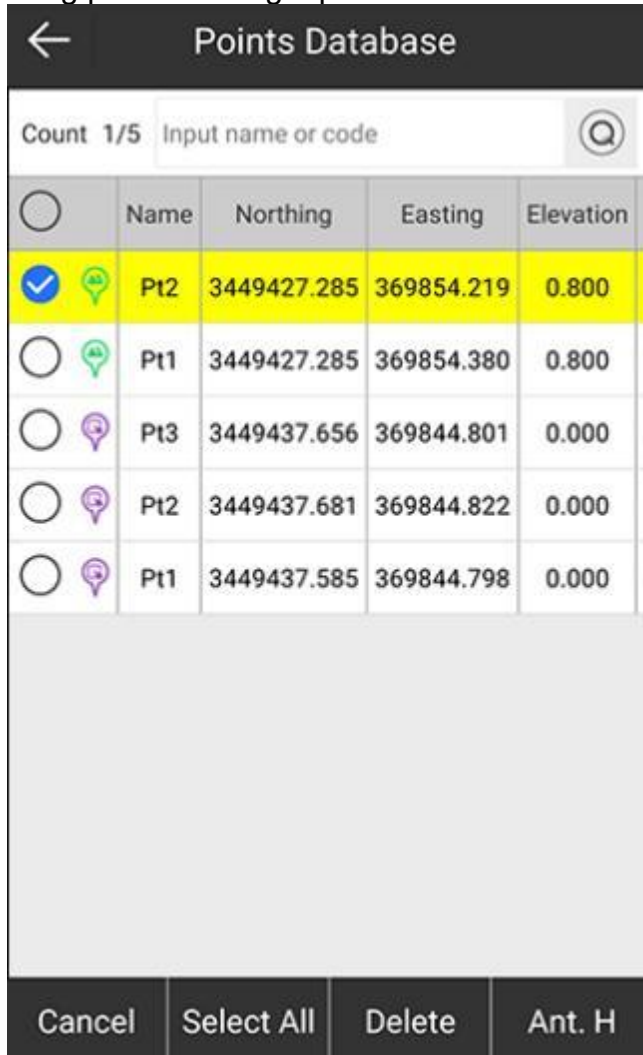 Points Database
Count 1/5 Input name or code
Name Northing Easting Elevation
Pt2 3449427.285 369854.219 0.800
Pt1 3449427.285 369854.380 0.800
Pt3 3449437.656 369844.801 0.000
Pt2 3449437.681 369844.822 0.000
Pt1 3449437.585 369844.798 0.000
Cancel Select All Delete Ant. H